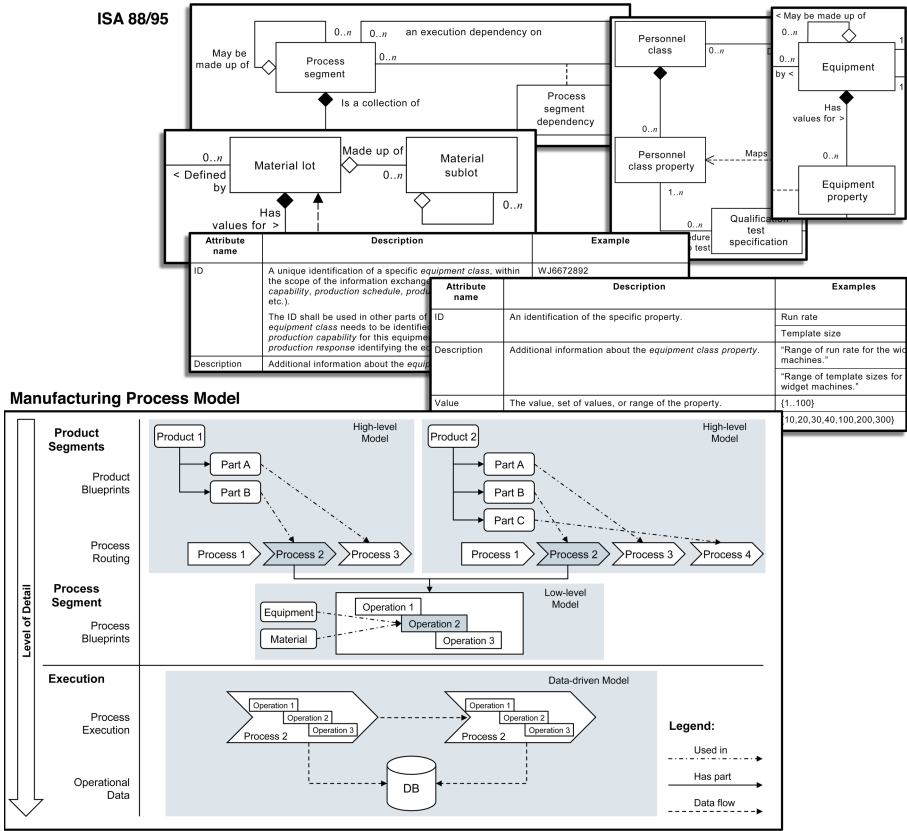 ISA 88/95
0..n
0..n
an execution dependency on
May be
made up of
0..n
Process
segment
Is a collection of
Process
segment
dependency
Personnel
class
0..n
0..n
Personnel
class property
Maps
1..n
0..n
Qualification
test
specification
edure
test
< May be made up of
0..n
1
0..n
by <
Equipment
1
Has
values for >
0..n
Equipment
property
0..n
< Defined
by
Material lot
Made up of
0..n
Material
sublot
0..n
Has
values for >
Attribute
name
Description
Example
ID
A unique identification of a specific equipment class, within
the scope of the information exchange
capability, production schedule, produ
etc.).
WJ6672892
The ID shall be used in other parts of
equipment class needs to be identifie
production capability for this equipme
production response identifying the e
Description
Additional information about the equip
Attribute
name
Description
Examples
ID
An identification of the specific property.
Run rate
Template size
Description
Additional information about the equipment class property.
"Range of run rate for the wid
machines."
"Range of template sizes for
widget machines."
Value
The value, set of values, or range of the property.
{1..100}
{10,20,30,40,100,200,300}
Manufacturing Process Model
Level of Detail
Product
Segments
Product
Blueprints
Process
Routing
High-level
Model
Product 1
Part A
Part B
Process 1
Process 2
Process 3
High-level
Model
Product 2
Part A
Part B
Part C
Process 1
Process 2
Process 3
Process 4
Process
Segment
Process
Blueprints
Low-level
Model
Equipment
Material
Operation 1
Operation 2
Operation 3
Execution
Process
Execution
Operational
Data
Data-driven Model
Operation 1
Operation 2
Operation 3
Process 2
Operation 1
Operation 2
Operation 3
Process 2
DB
Legend:
Used in
Has part
Data flow